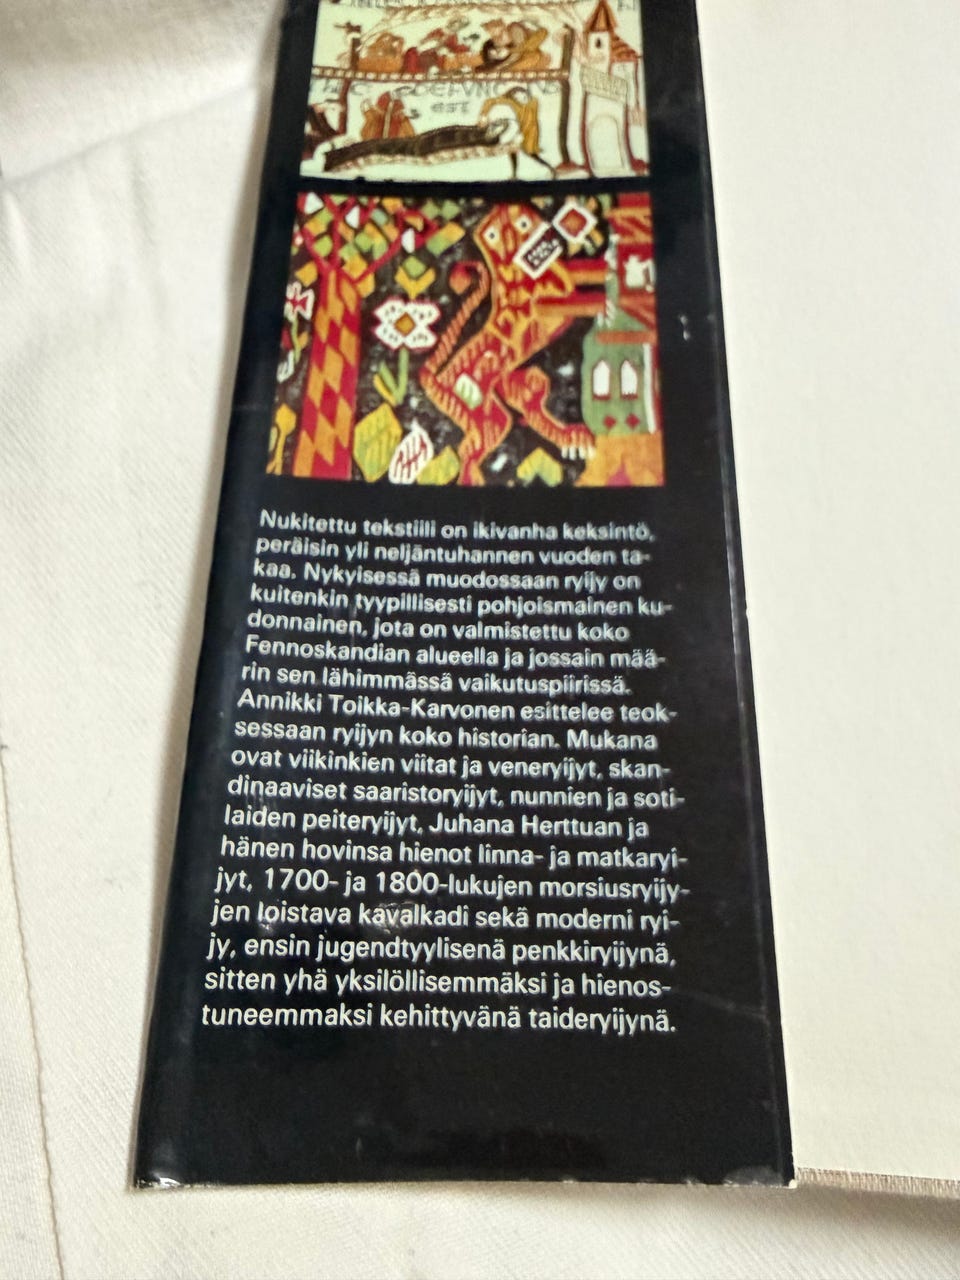 DEFUNCTUS
EST
Nukitettu tekstiili on ikivanha keksintö,
peräisin yli neljäntuhannen vuoden ta-
kaa. Nykyisessä muodossaan ryijy on
kuitenkin tyypillisesti pohjoismainen ku-
donnainen, jota on valmistettu koko
Fennoskandian alueella ja jossain mää-
rin sen lähimmässä vaikutuspiirissä.
Annikki Toikka-Karvonen esittelee teok-
sessaan ryijyn koko historian. Mukana
ovat viikinkien viitat ja veneryijyt, skan-
dinaaviset saaristoryijyt, nunnien ja soti-
laiden peiteryijyt, Juhana Herttuan ja
hänen hovinsa hienot linna- ja matkaryi-
jyt, 1700- ja 1800-lukujen morsiusryijy-
jen loistava kavalkadi sekä moderni ryi-
jy, ensin jugendtyylisenä penkkiryijynä,
sitten yhä yksilöllisemmäksi ja hienos-
tuneemmaksi kehittyvänä taideryijynä.